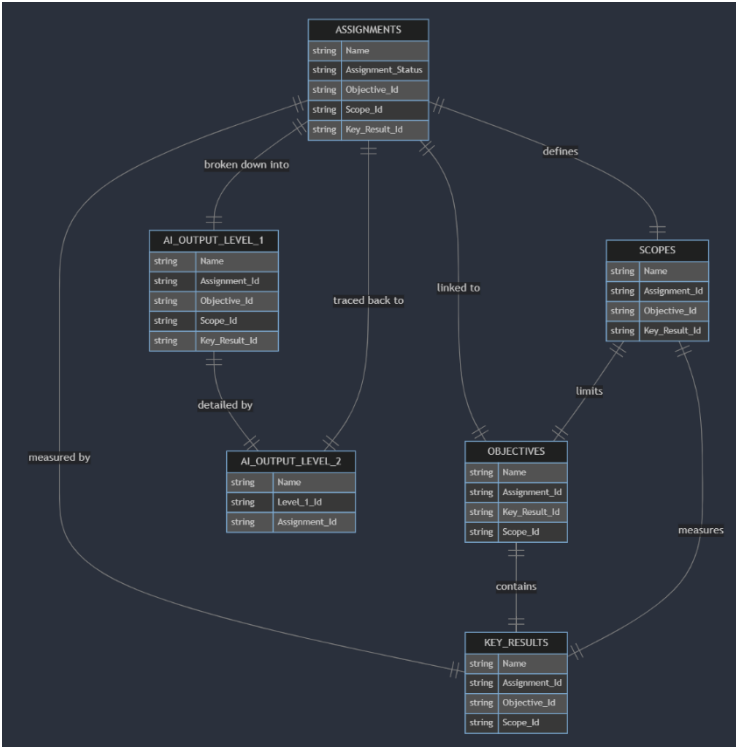 ASSIGNMENTS
string Name
string Assignment_Status
string Objective_Id
string Scope_Id
string Key_Result_Id
broken down into
defines
AI_OUTPUT_LEVEL_1
string Name
string Assignment_Id
string Objective_Id
string Scope_Id
string Key_Result_Id
SCOPES
string Name
string Assignment_Id
string Objective_Id
string Key_Result_Id
linked to
traced back to
limits
detailed by
measured by
AI_OUTPUT_LEVEL_2
string Name
string Level_1_Id
string Assignment_Id
OBJECTIVES
string Name
string Assignment_Id
string Key_Result_Id
string Scope_Id
measures
contains
KEY_RESULTS
string Name
string Assignment_Id
string Objective_Id
string Scope_Id